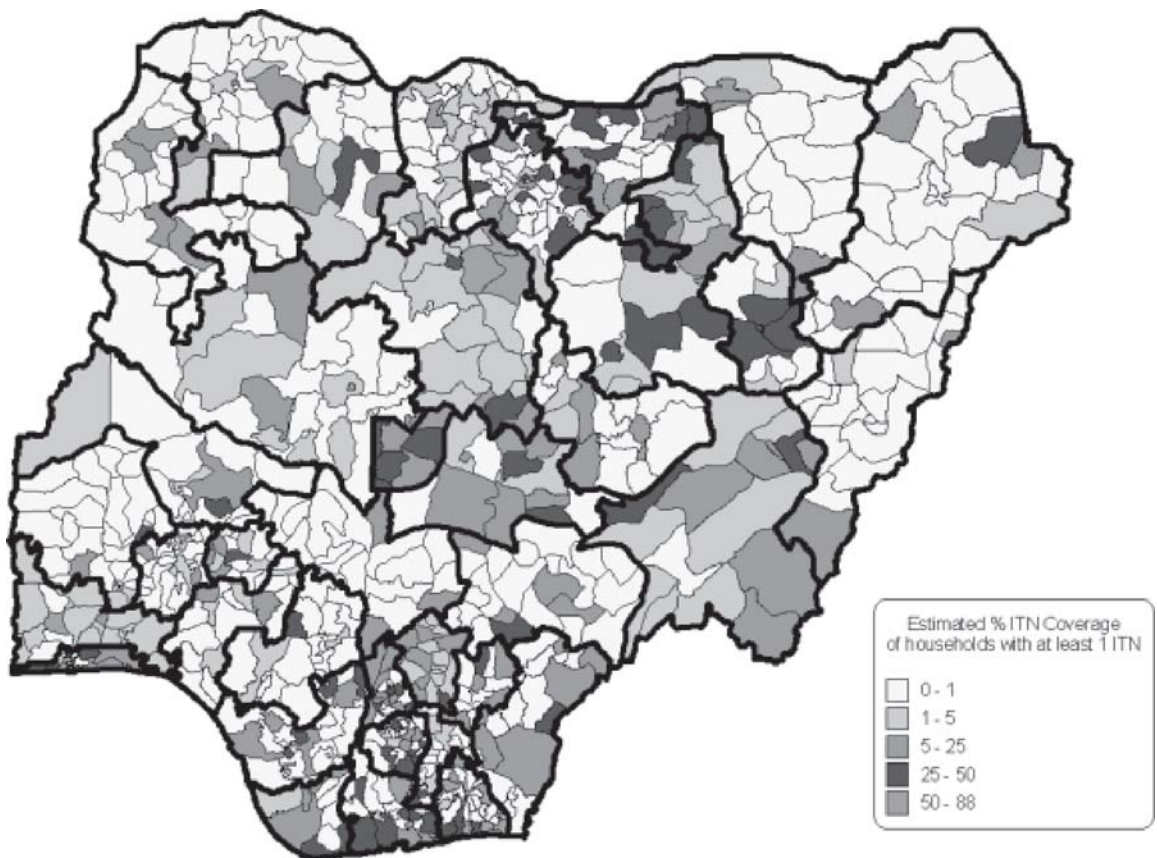 Estimated % ITN Coverage
of households with at least 1 ITN
0 - 1
1 - 5
5 - 25
25 - 50
50 - 88